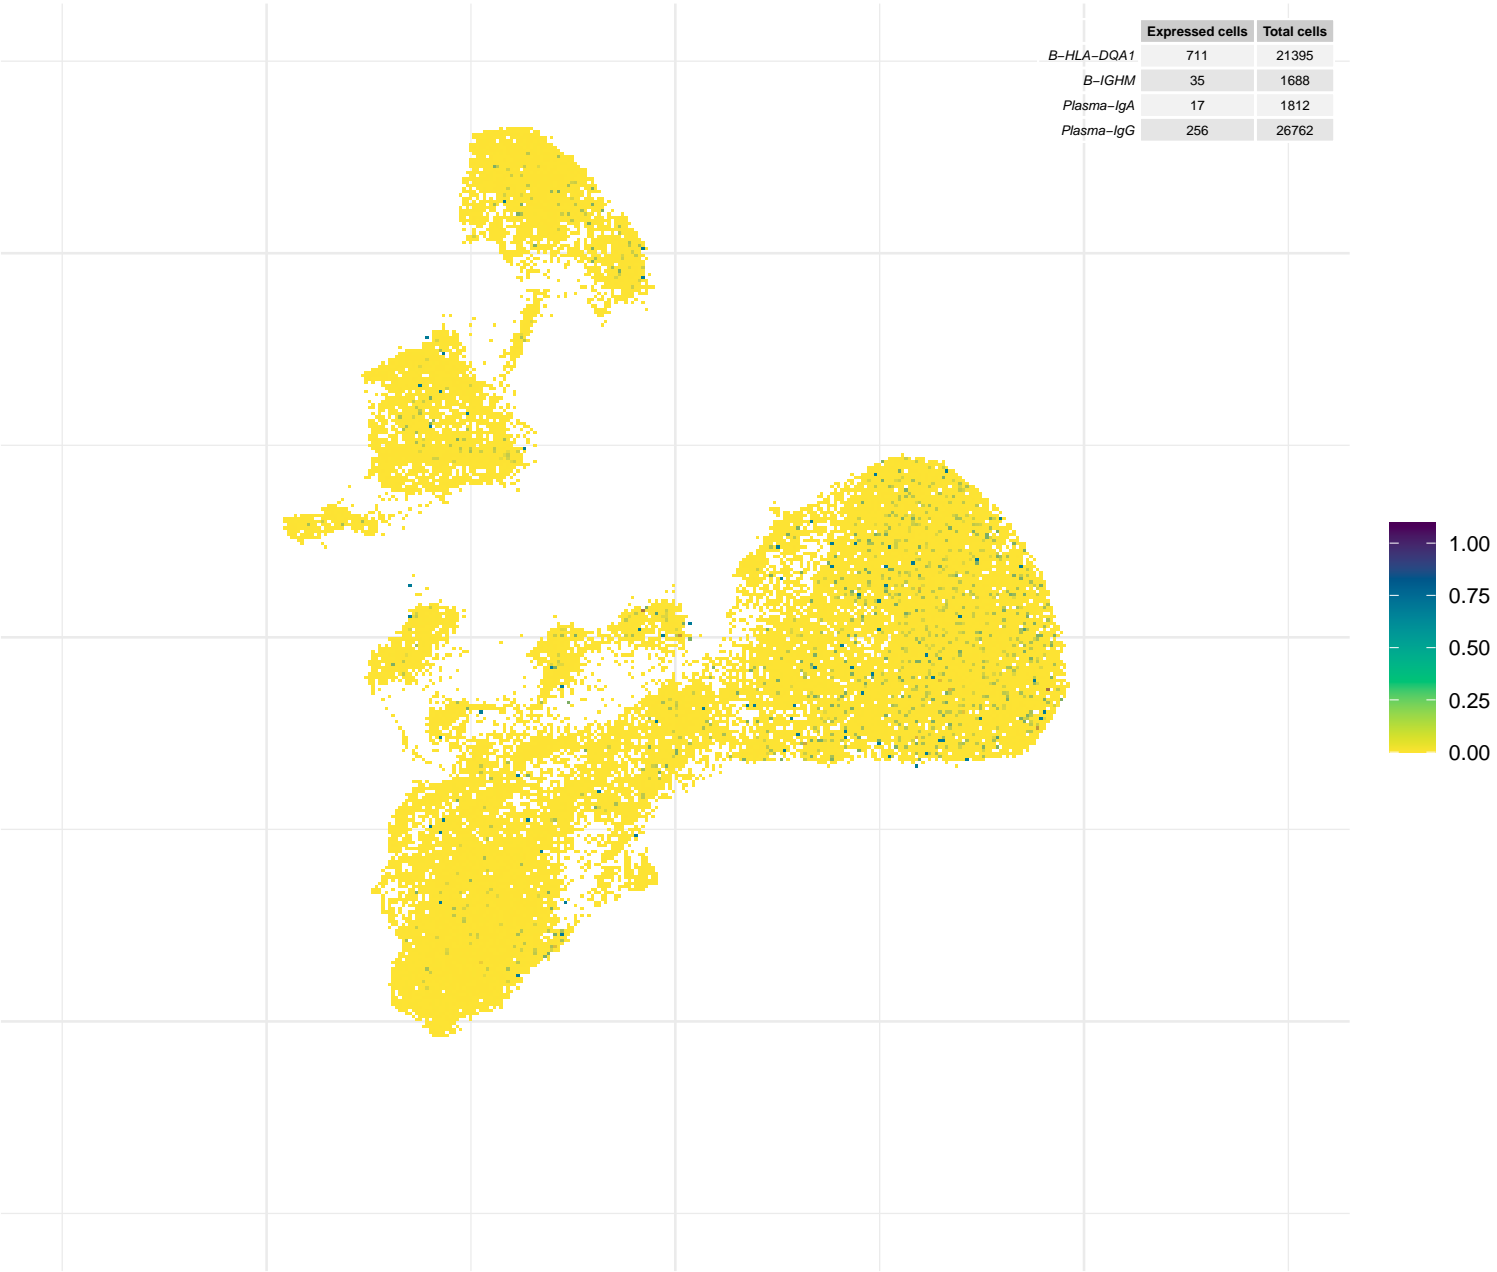 Expressed cells Total cells
B−HLA−DQA1 711 21395
B−IGHM 35 1688
Plasma−IgA 17 1812
Plasma−IgG 256 26762
1.00
0.75
0.50
0.25
0.00